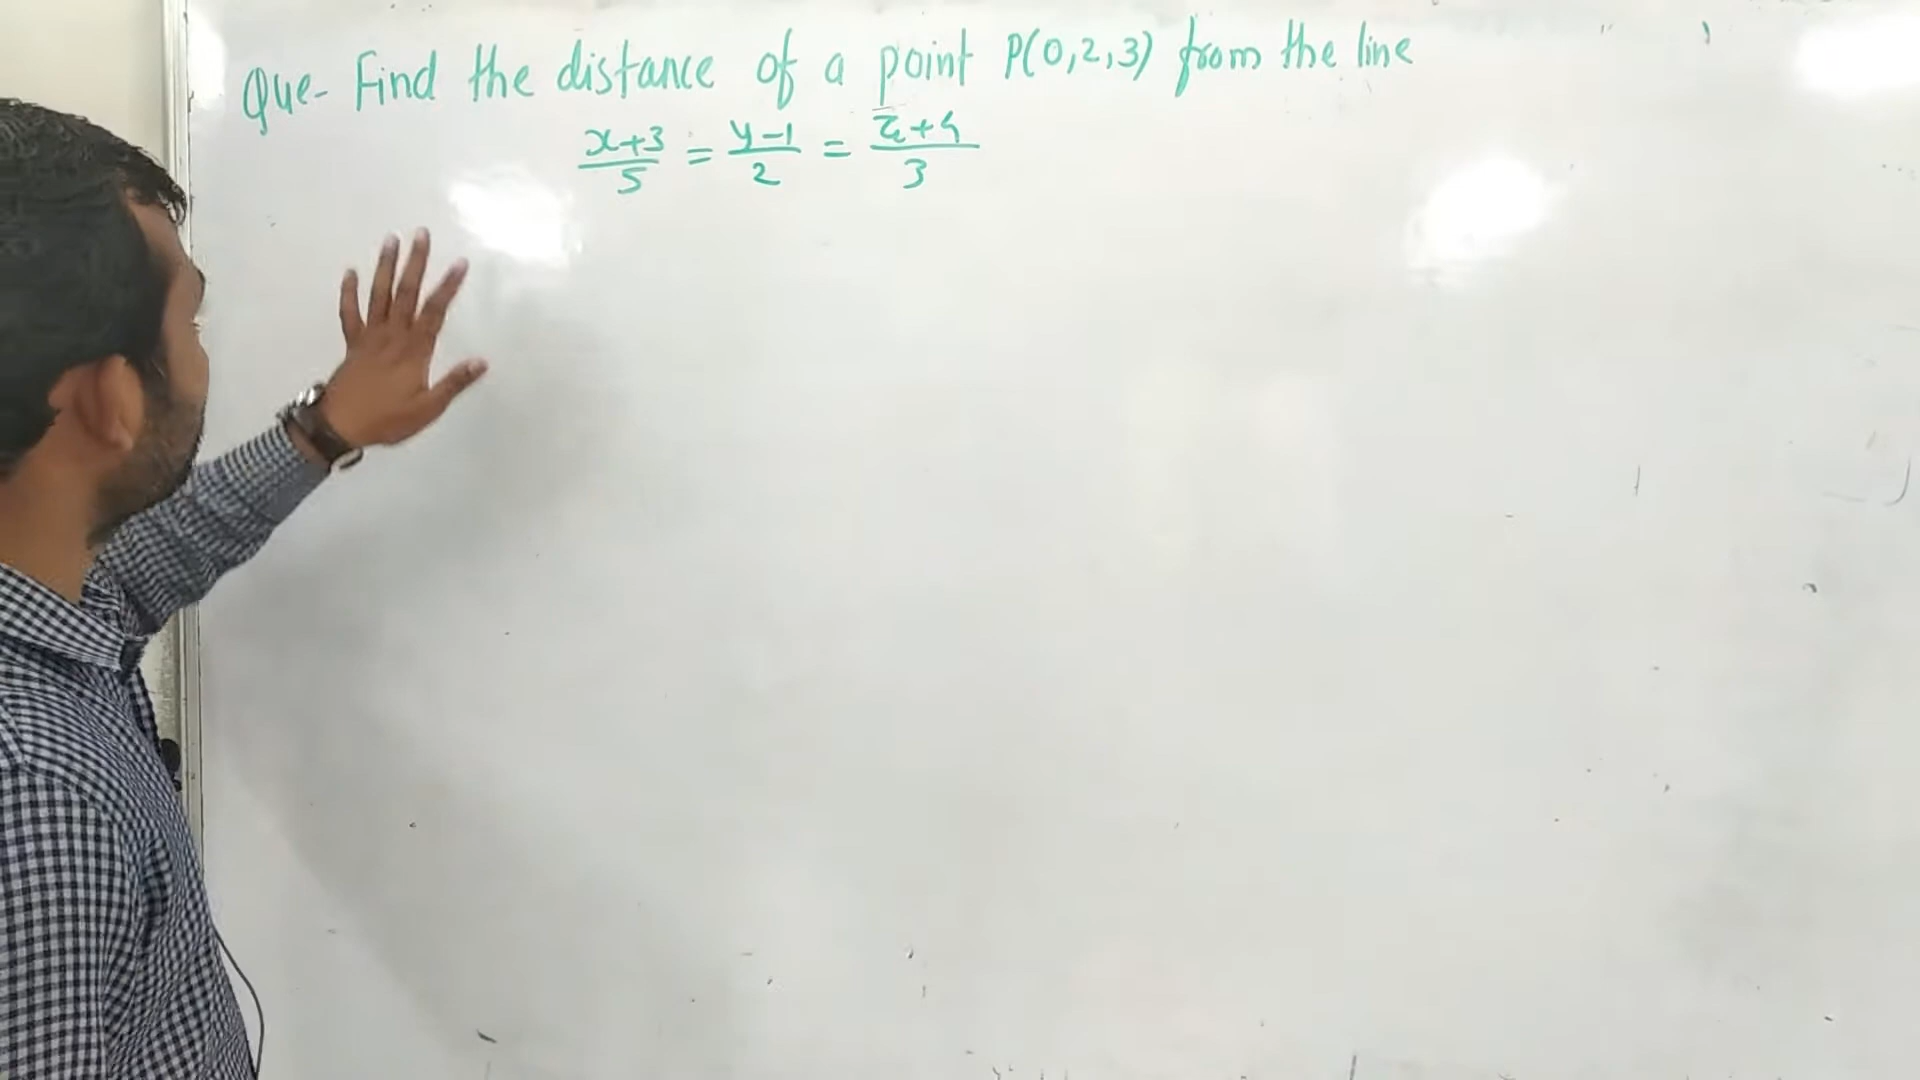 Que- Find the distance of a point P(0,2,3) from the line
x+3/5 = y-1/2 = z+4/3